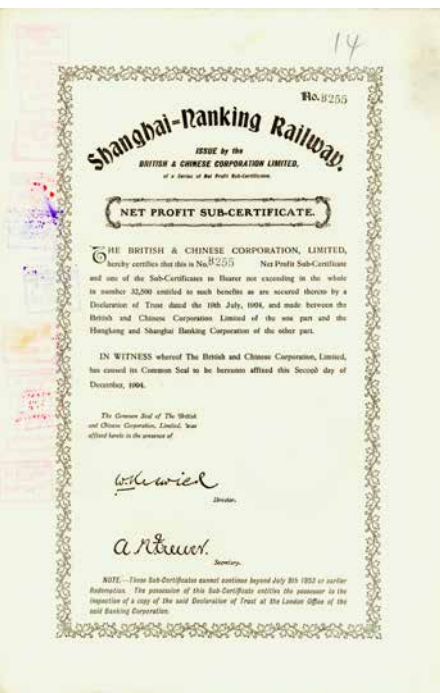 14
No. 8255
Shanghai-Nanking Railway.
ISSUE by the
BRITISH & CHINESE CORPORATION LIMITED,
of a Series of Net Profit Sub-Certificates.
NET PROFIT SUB-CERTIFICATE.
THE BRITISH & CHINESE CORPORATION, LIMITED,
hereby certifies that this is No. 8255 Net Profit Sub-Certificate
and one of the Sub-Certificates to Bearer not exceeding in the whole
in number 32,500 entitled to such benefits as are secured thereto by a
Declaration of Trust dated the 10th July, 1904, and made between the
British and Chinese Corporation Limited of the one part and the
Hongkong and Shanghai Banking Corporation of the other part.
IN WITNESS whereof The British and Chinese Corporation, Limited,
has caused its Common Seal to be hereunto affixed this Second day of
December, 1904.
The Common Seal of The British
and Chinese Corporation, Limited, was
affixed hereto in the presence of
W. Keswick
Director.
Secretary.
NOTE.—These Sub-Certificates cannot continue beyond July 9th 1953 or earlier
Redemption. The possession of this Sub-Certificate entitles the possessor to the
inspection of a copy of the said Declaration of Trust at the London Office of the
said Banking Corporation.